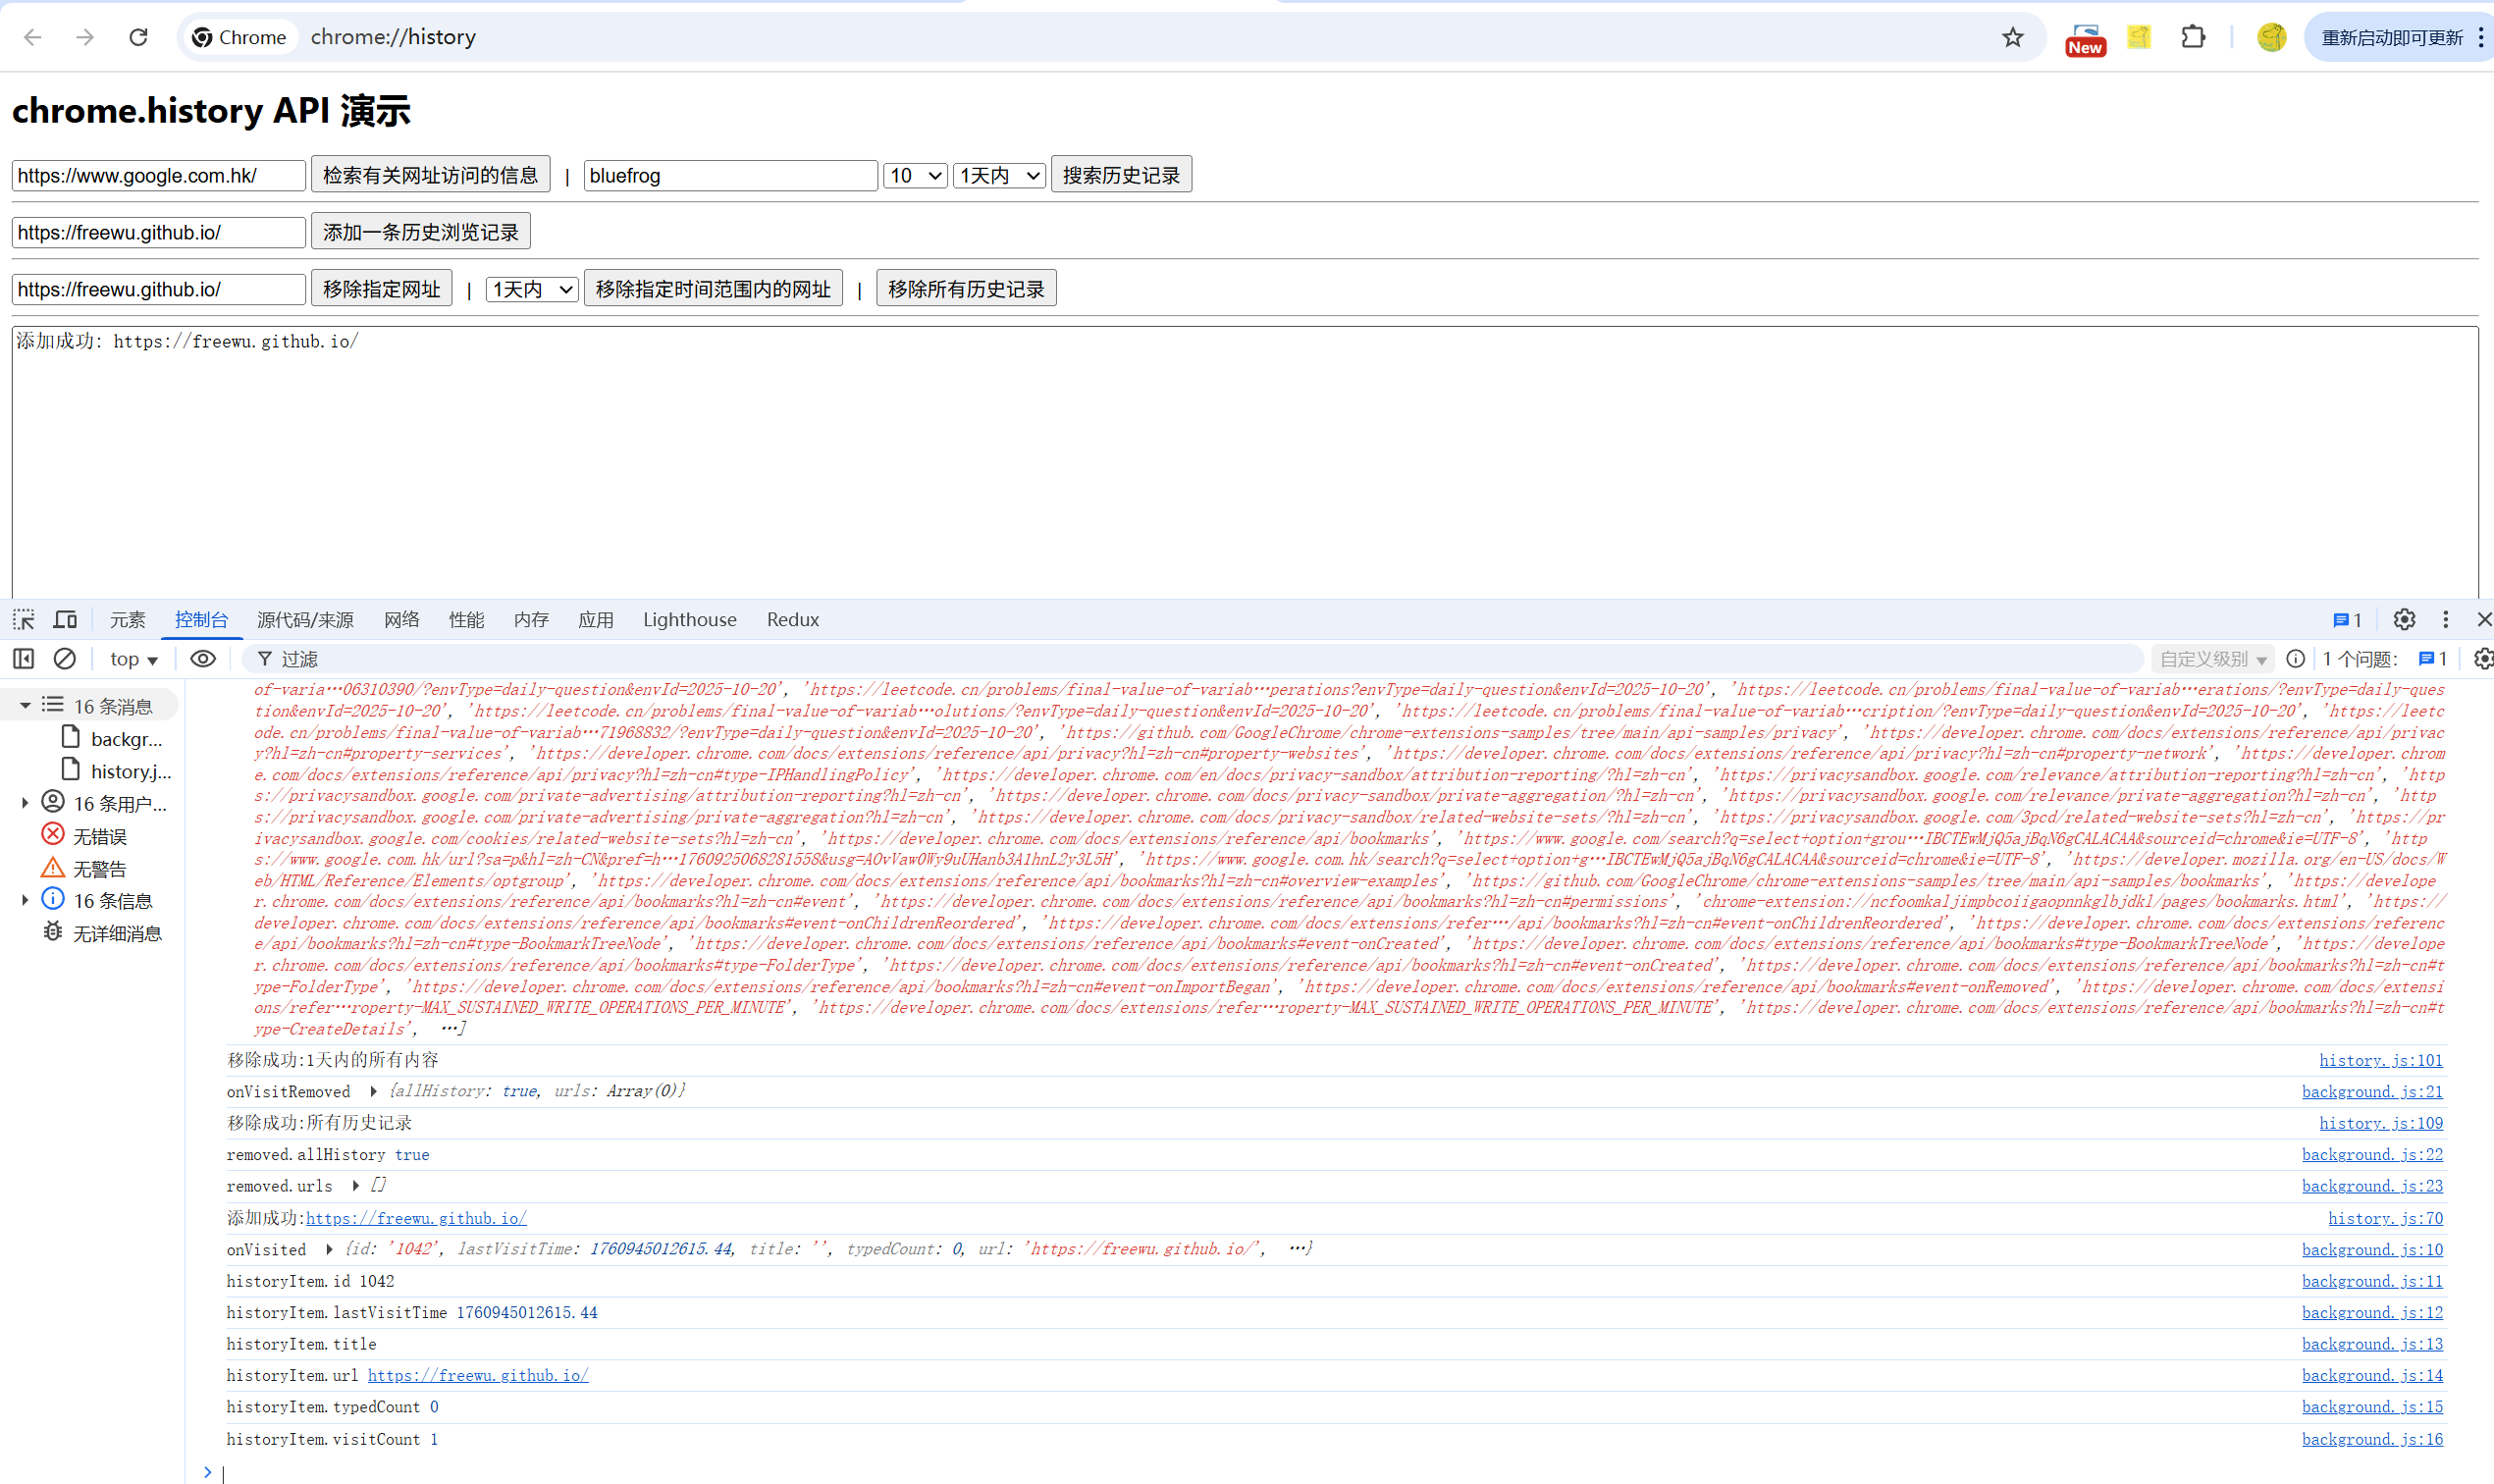 Chrome chrome://history New 重新启动即可更新
chrome.history API 演示
https://www.google.com.hk/ 检索有关网址访问的信息 | bluefrog 10 1天内 搜索历史记录
https://freewu.github.io/ 添加一条历史浏览记录
https://freewu.github.io/ 移除指定网址 | 1天内 移除指定时间范围内的网址 | 移除所有历史记录
添加成功: https://freewu.github.io/
元素 控制台 源代码/来源 网络 性能 内存 应用 Lighthouse Redux 1
top 过滤 自定义级别 1 个问题: 1
16 条消息
backgr...
history.j...
16 条用户...
无错误
无警告
16 条信息
无详细消息
of-varia…06310390/?envType=daily-question&envId=2025-10-20', 'https://leetcode.cn/problems/final-value-of-variab…perations?envType=daily-question&envId=2025-10-20', 'https://leetcode.cn/problems/final-value-of-variab…erations/?envType=daily-ques
tion&envId=2025-10-20', 'https://leetcode.cn/problems/final-value-of-variab…olutions/?envType=daily-question&envId=2025-10-20', 'https://leetcode.cn/problems/final-value-of-variab…cription/?envType=daily-question&envId=2025-10-20', 'https://leetc
ode.cn/problems/final-value-of-variab…71968832/?envType=daily-question&envId=2025-10-20', 'https://github.com/GoogleChrome/chrome-extensions-samples/tree/main/api-samples/privacy', 'https://developer.chrome.com/docs/extensions/reference/api/privac
y?hl=zh-cn#property-services', 'https://developer.chrome.com/docs/extensions/reference/api/privacy?hl=zh-cn#property-websites', 'https://developer.chrome.com/docs/extensions/reference/api/privacy?hl=zh-cn#property-network', 'https://developer.chrom
e.com/docs/extensions/reference/api/privacy?hl=zh-cn#type-IPHandlingPolicy', 'https://developer.chrome.com/en/docs/privacy-sandbox/attribution-reporting/?hl=zh-cn', 'https://privacysandbox.google.com/relevance/attribution-reporting?hl=zh-cn', 'http
s://privacysandbox.google.com/private-advertising/attribution-reporting?hl=zh-cn', 'https://developer.chrome.com/docs/privacy-sandbox/private-aggregation/?hl=zh-cn', 'https://privacysandbox.google.com/relevance/private-aggregation?hl=zh-cn', 'http
s://privacysandbox.google.com/private-advertising/private-aggregation?hl=zh-cn', 'https://developer.chrome.com/docs/privacy-sandbox/related-website-sets/?hl=zh-cn', 'https://privacysandbox.google.com/3pcd/related-website-sets?hl=zh-cn', 'https://pr
ivacysandbox.google.com/cookies/related-website-sets?hl=zh-cn', 'https://developer.chrome.com/docs/extensions/reference/api/bookmarks', 'https://www.google.com/search?q=select+option+grou…IBCTEwMjQ5ajBqN6gCALACAA&sourceid=chrome&ie=UTF-8', 'http
s://www.google.com.hk/url?sa=p&hl=zh-CN&pref=h…1760925068281558&usg=AOvVaw0Wy9uUHanb3A1hnL2y3L5H', 'https://www.google.com.hk/search?q=select+option+g…IBCTEwMjQ5ajBqN6gCALACAA&sourceid=chrome&ie=UTF-8', 'https://developer.mozilla.org/en-US/docs/W
eb/HTML/Reference/Elements/optgroup', 'https://developer.chrome.com/docs/extensions/reference/api/bookmarks?hl=zh-cn#overview-examples', 'https://github.com/GoogleChrome/chrome-extensions-samples/tree/main/api-samples/bookmarks', 'https://develope
r.chrome.com/docs/extensions/reference/api/bookmarks?hl=zh-cn#event', 'https://developer.chrome.com/docs/extensions/reference/api/bookmarks?hl=zh-cn#permissions', 'chrome-extension://ncfoomkaljimpbcoiigaopnnkglbjdkl/pages/bookmarks.html', 'https://
developer.chrome.com/docs/extensions/reference/api/bookmarks#event-onChildrenReordered', 'https://developer.chrome.com/docs/extensions/refer…/api/bookmarks?hl=zh-cn#event-onChildrenReordered', 'https://developer.chrome.com/docs/extensions/referenc
e/api/bookmarks?hl=zh-cn#type-BookmarkTreeNode', 'https://developer.chrome.com/docs/extensions/reference/api/bookmarks#event-onCreated', 'https://developer.chrome.com/docs/extensions/reference/api/bookmarks#type-BookmarkTreeNode', 'https://develope
r.chrome.com/docs/extensions/reference/api/bookmarks#type-FolderType', 'https://developer.chrome.com/docs/extensions/reference/api/bookmarks?hl=zh-cn#event-onCreated', 'https://developer.chrome.com/docs/extensions/reference/api/bookmarks?hl=zh-cn#t
ype-FolderType', 'https://developer.chrome.com/docs/extensions/reference/api/bookmarks?hl=zh-cn#event-onImportBegan', 'https://developer.chrome.com/docs/extensions/reference/api/bookmarks#event-onRemoved', 'https://developer.chrome.com/docs/extensi
ons/refer…roperty-MAX_SUSTAINED_WRITE_OPERATIONS_PER_MINUTE', 'https://developer.chrome.com/docs/extensions/refer…roperty-MAX_SUSTAINED_WRITE_OPERATIONS_PER_MINUTE', 'https://developer.chrome.com/docs/extensions/reference/api/bookmarks?hl=zh-cn#t
ype-CreateDetails', …]
移除成功:1天内的所有内容 history.js:101
onVisitRemoved {allHistory: true, urls: Array(0)} background.js:21
移除成功:所有历史记录 history.js:109
removed.allHistory true background.js:22
removed.urls [] background.js:23
添加成功:https://freewu.github.io/ history.js:70
onVisited {id: '1042', lastVisitTime: 1760945012615.44, title: '', typedCount: 0, url: 'https://freewu.github.io/', …} background.js:10
historyItem.id 1042 background.js:11
historyItem.lastVisitTime 1760945012615.44 background.js:12
historyItem.title background.js:13
historyItem.url https://freewu.github.io/ background.js:14
historyItem.typedCount 0 background.js:15
historyItem.visitCount 1 background.js:16